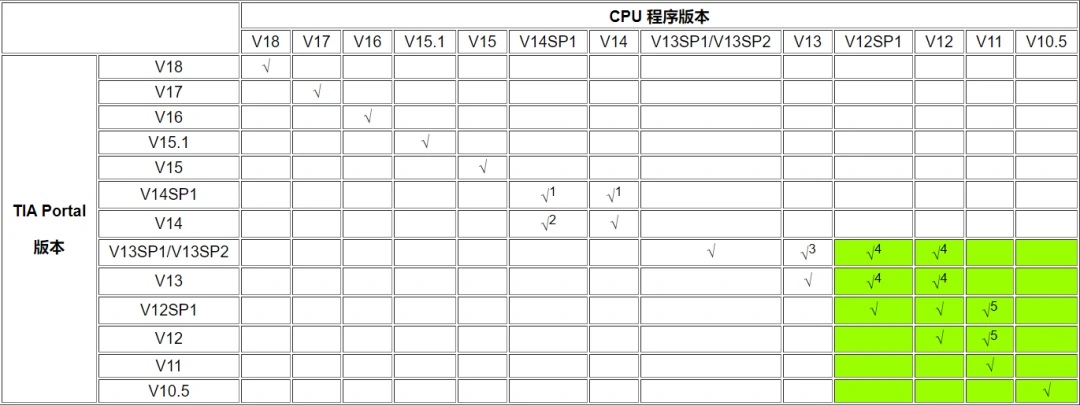 CPU 程序版本
V18 V17 V16 V15.1 V15 V14SP1 V14 V13SP1/V13SP2 V13 V12SP1 V12 V11 V10.5
TIA Portal
版本
V18 √
V17 √
V16 √
V15.1 √
V15 √
V14SP1 √1 √1
V14 √2 √
V13SP1/V13SP2 √ √3 √4 √4
V13 √ √4 √4
V12SP1 √ √ √5
V12 √ √5
V11 √
V10.5 √